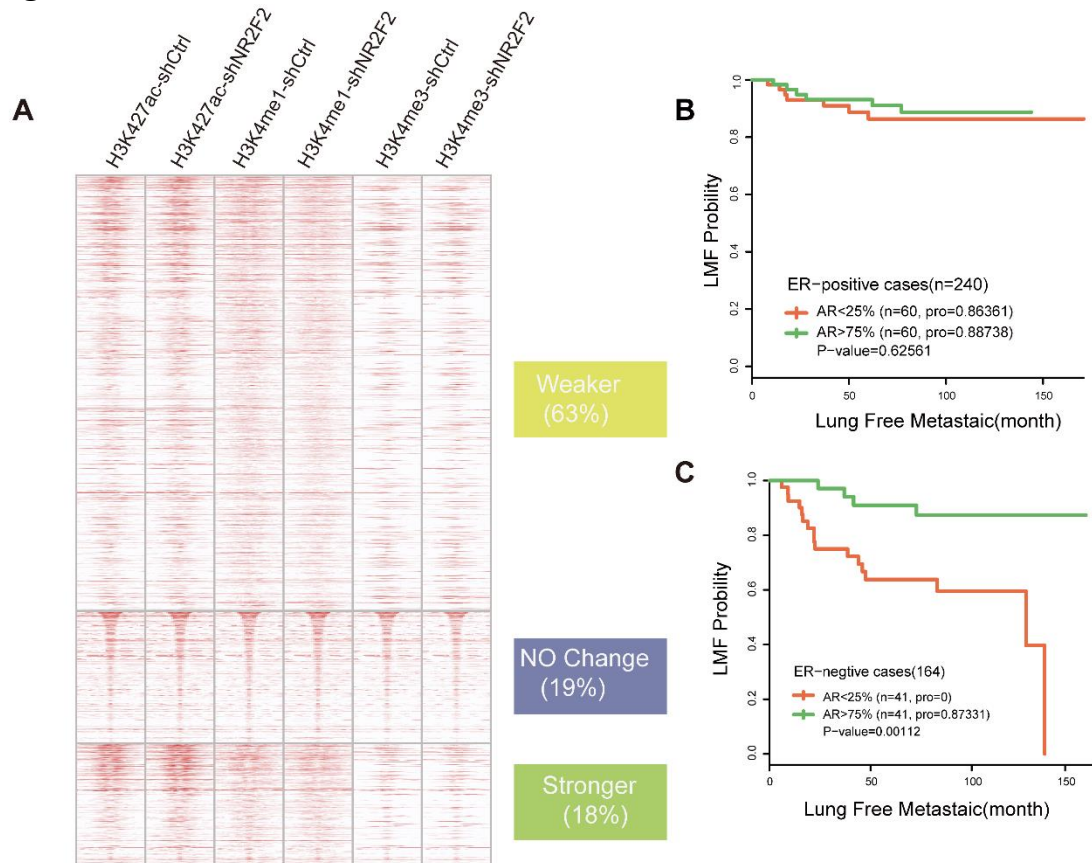 A
H3K427ac-shCtrl
H3K427ac-shNR2F2
H3K4me1-shCtrl
H3K4me1-shNR2F2
H3K4me3-shCtrl
H3K4me3-shNR2F2
Weaker
(63%)
NO Change
(19%)
Stronger
(18%)
B
LMF Probility
1.0
0.8
0.6
0.4
0.2
0.0
ER-positive cases(n=240)
AR<25% (n=60, pro=0.86361)
AR>75% (n=60, pro=0.88738)
P-value=0.62561
0 50 100 150
Lung Free Metastaic(month)
C
LMF Probility
1.0
0.8
0.6
0.4
0.2
0.0
ER-negtive cases(164)
AR<25% (n=41, pro=0)
AR>75% (n=41, pro=0.87331)
P-value=0.00112
0 50 100 150
Lung Free Metastaic(month)